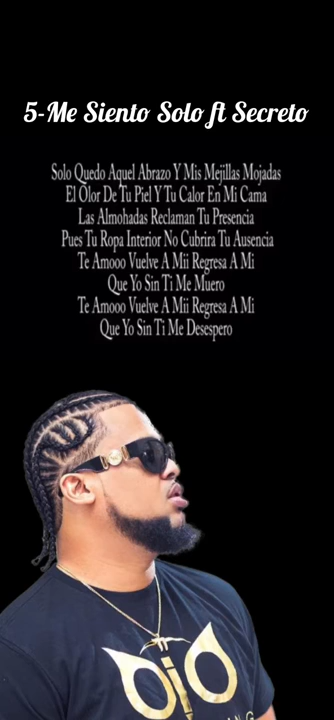 5-Me Siento Solo ft Secreto
Solo Quedo Aquel Abrazo Y Mis Mejillas Mojadas
El Olor De Tu Piel Y Tu Calor En Mi Cama
Las Almohadas Reclaman Tu Presencia
Pues Tu Ropa Interior No Cubrira Tu Ausencia
Te Amooo Vuelve A Mii Regresa A Mi
Que Yo Sin Ti Me Muero
Te Amooo Vuelve A Mii Regresa A Mi
Que Yo Sin Ti Me Desespero
OJO